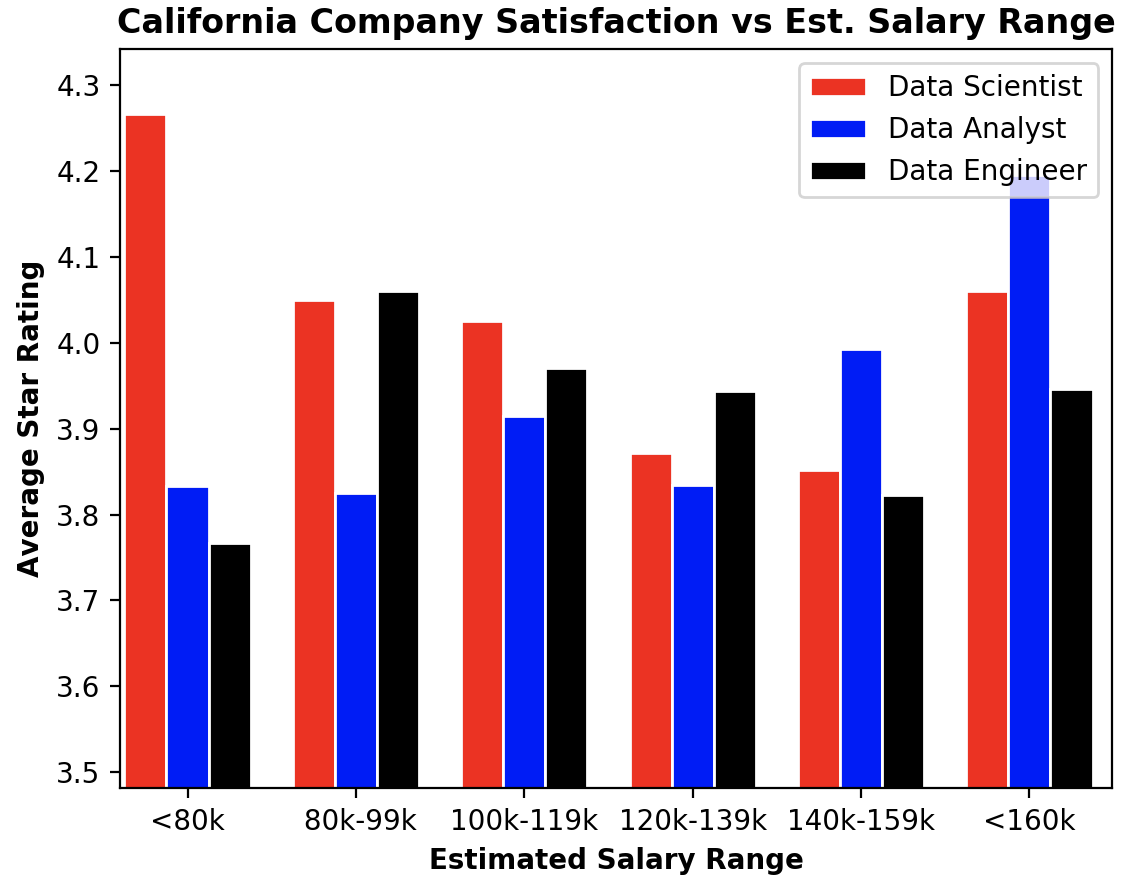 California Company Satisfaction vs Est. Salary Range
4.3
4.2
4.1
4.0
3.9
3.8
3.7
3.6
3.5
Average Star Rating
Data Scientist
Data Analyst
Data Engineer
<80k
80k-99k
100k-119k
120k-139k
140k-159k
<160k
Estimated Salary Range